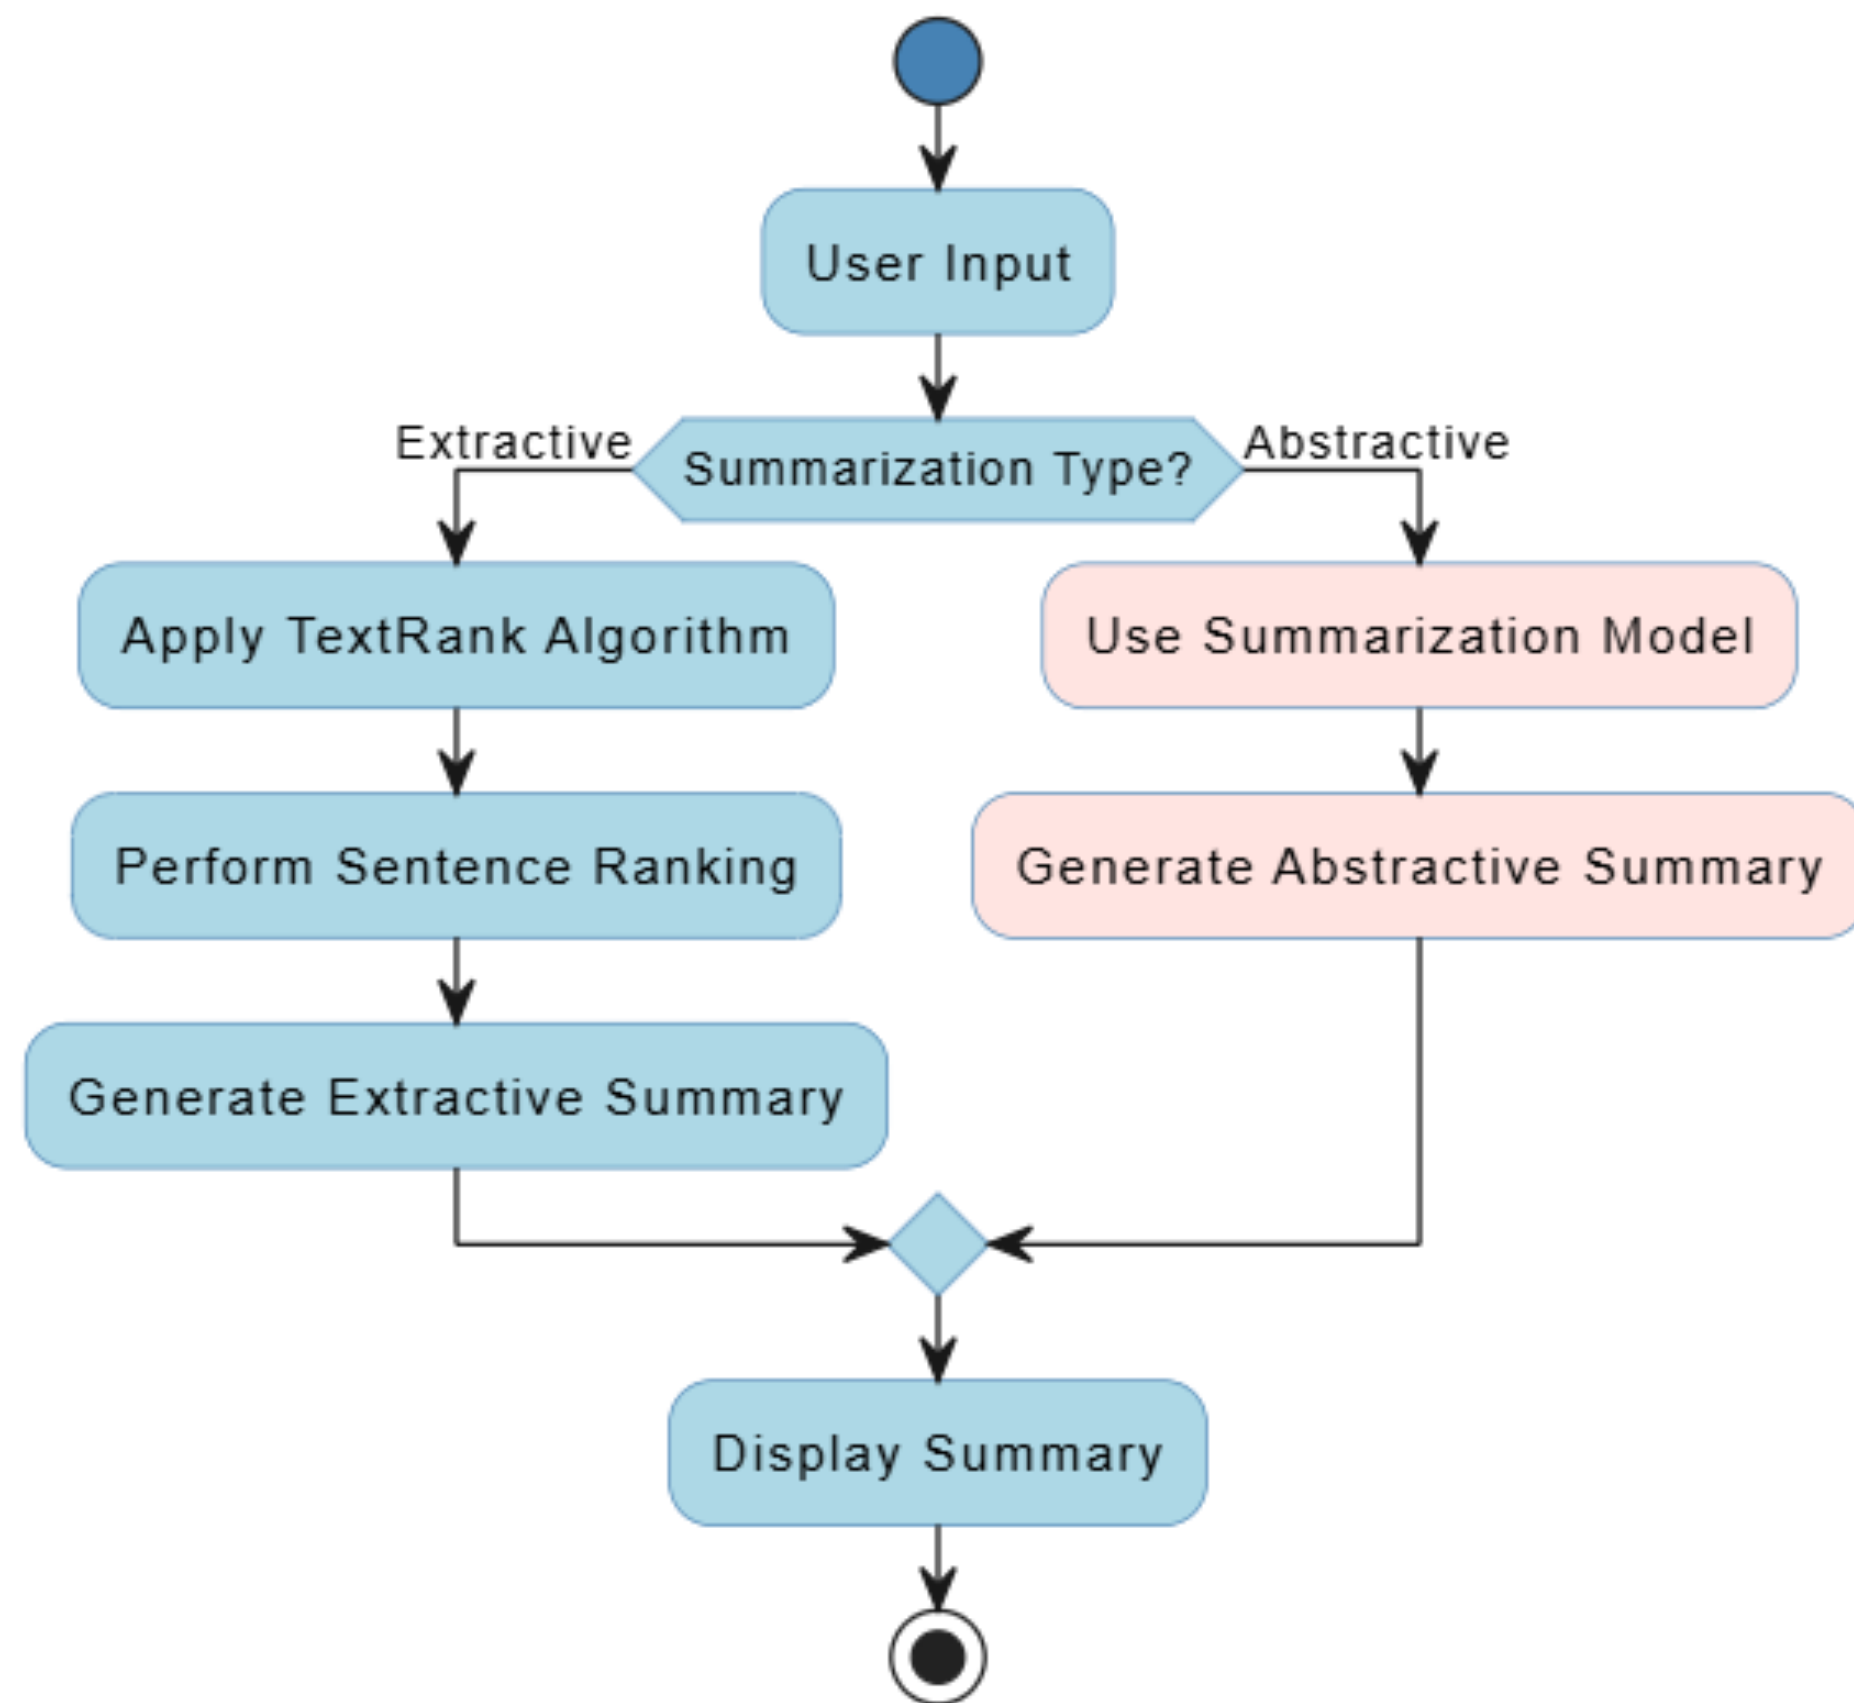 User Input
Extractive
Summarization Type?
Abstractive
Apply TextRank Algorithm
Use Summarization Model
Perform Sentence Ranking
Generate Abstractive Summary
Generate Extractive Summary
Display Summary